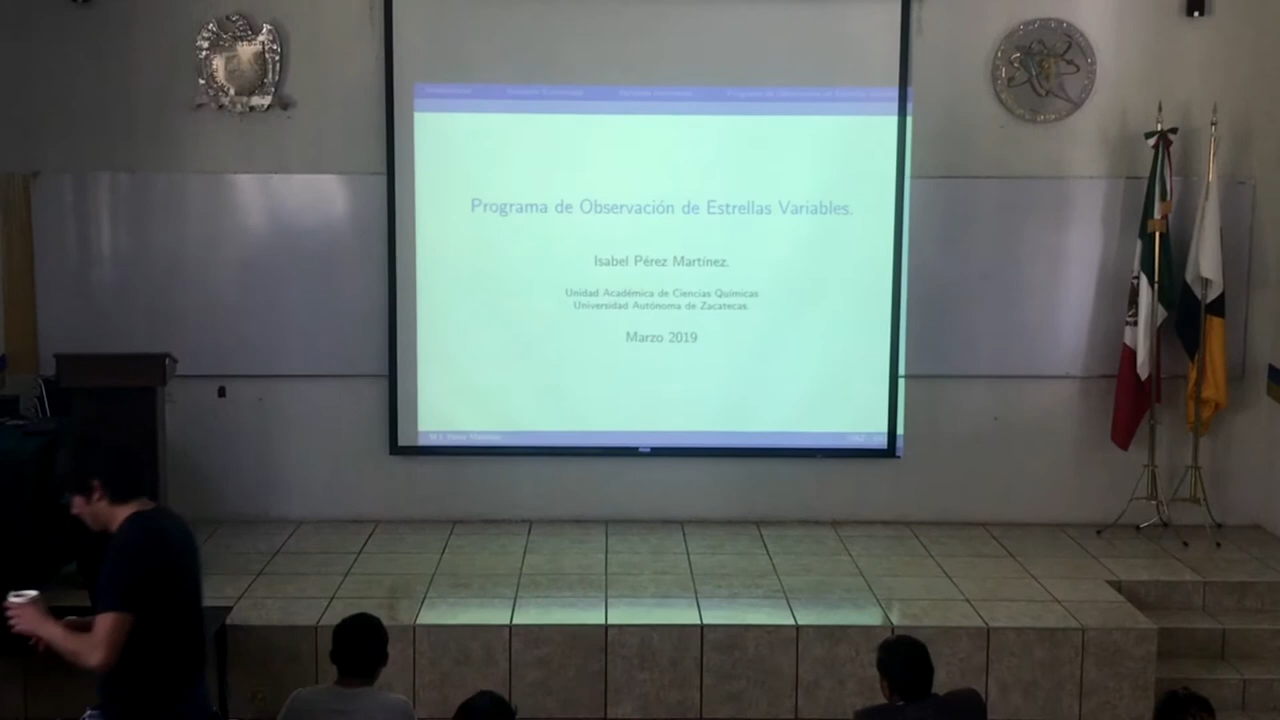 Programa de Observación de Estrellas Variables.
Isabel Pérez Martínez.
Unidad Académica de Ciencias Químicas
Universidad Autónoma de Zacatecas.
Marzo 2019